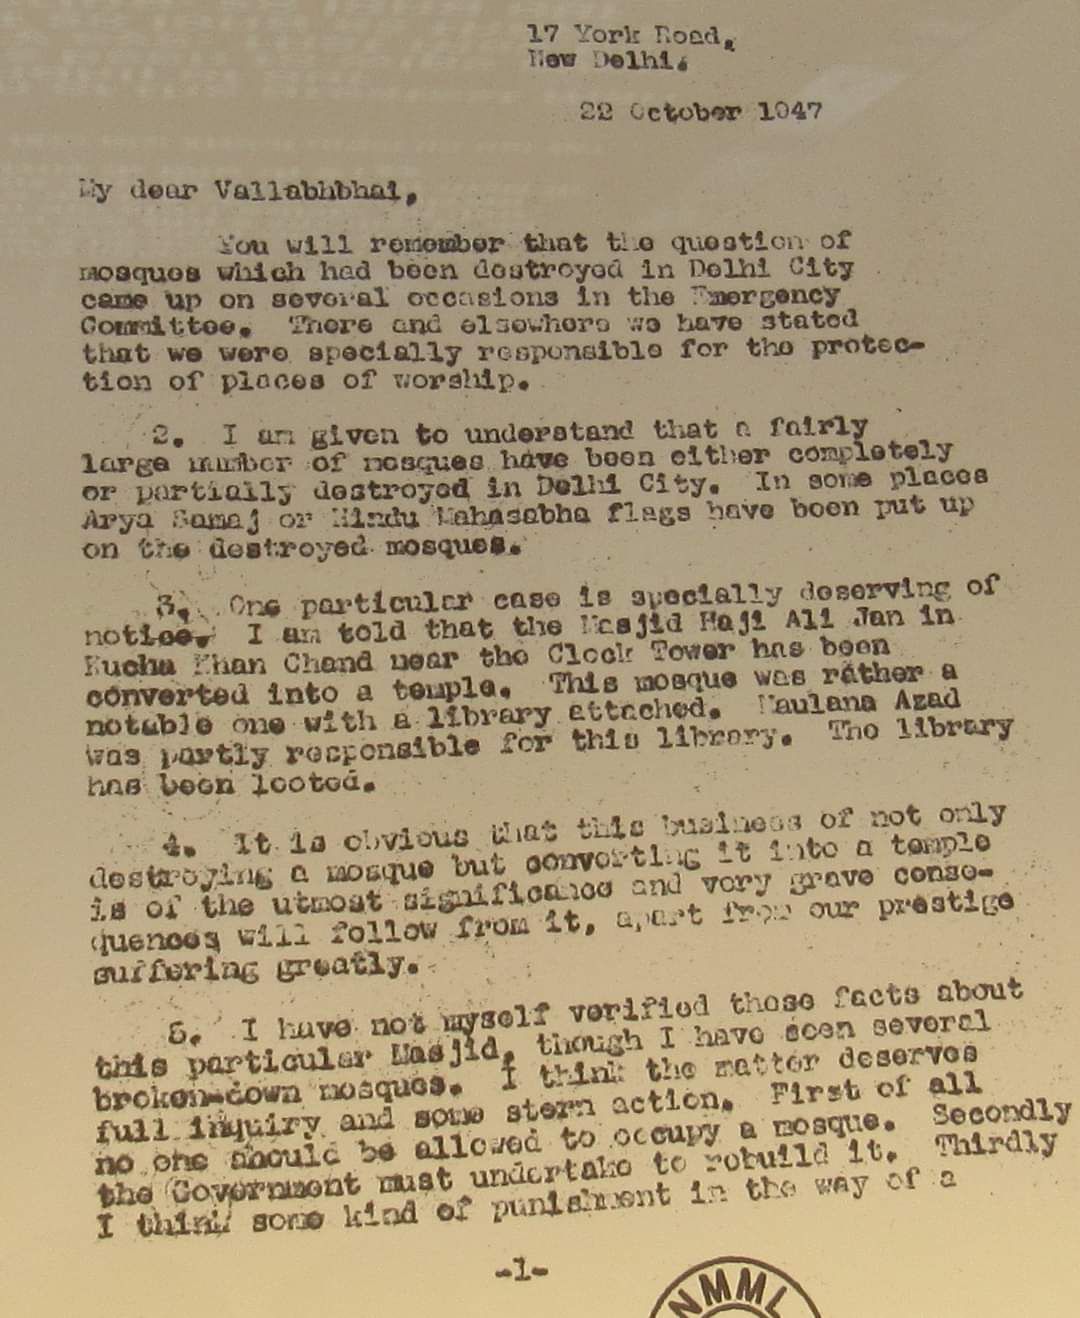 17 York Road,
New Delhi.
22 October 1947
My dear Vallabhbhai,
You will remember that the question of
mosques which had been destroyed in Delhi City
came up on several occasions in the Emergency
Committee. There and elsewhere we have stated
that we were specially responsible for the protec-
tion of places of worship.
2. I am given to understand that a fairly
large number of mosques have been either completely
or partially destroyed in Delhi City. In some places
Arya Samaj or Hindu Mahasabha flags have been put up
on the destroyed mosques.
3. One particular case is specially deserving of
notice. I am told that the Masjid Haji Ali Jan in
Kucha Khan Chand near the Clock Tower has been
converted into a temple. This mosque was rather a
notable one with a library attached. Maulana Azad
was partly responsible for this library. The library
has been looted.
4. It is obvious that this business of not only
destroying a mosque but converting it into a temple
is of the utmost significance and very grave conse-
quences will follow from it, apart from our prestige
suffering greatly.
5. I have not myself verified these facts about
this particular Masjid, though I have seen several
broken-down mosques. I think the matter deserves
full inquiry and some stern action. First of all
no one should be allowed to occupy a mosque. Secondly
the Government must undertake to rebuild it. Thirdly
I think some kind of punishment in the way of a
-1-
NMML